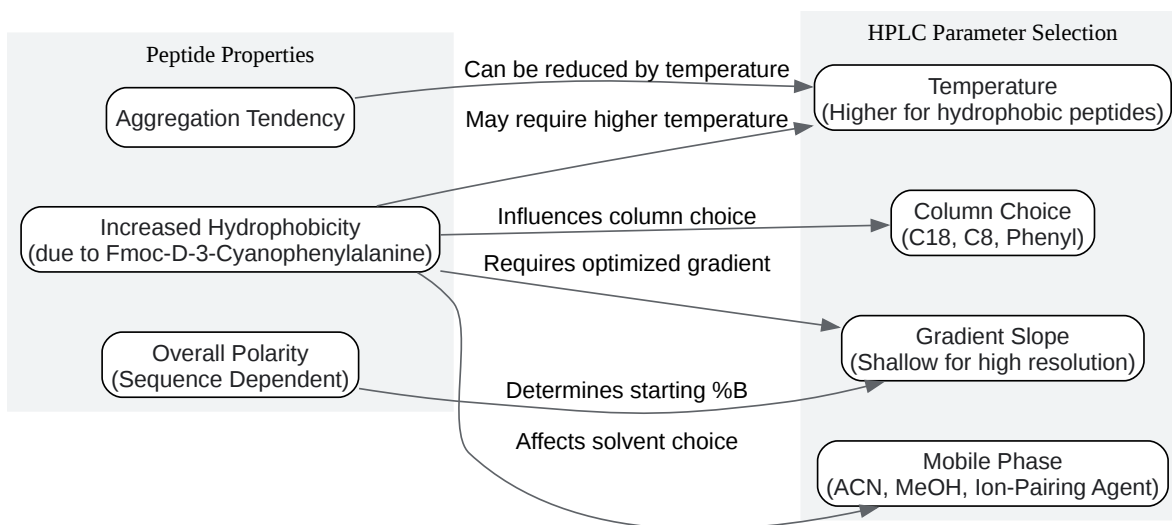 Peptide Properties
Aggregation Tendency
Increased Hydrophobicity
(due to Fmoc-D-3-Cyanophenylalanine)
Overall Polarity
(Sequence Dependent)
Can be reduced by temperature
May require higher temperature
Influences column choice
Requires optimized gradient
Determines starting %B
Affects solvent choice
HPLC Parameter Selection
Temperature
(Higher for hydrophobic peptides)
Column Choice
(C18, C8, Phenyl)
Gradient Slope
(Shallow for high resolution)
Mobile Phase
(ACN, MeOH, Ion-Pairing Agent)